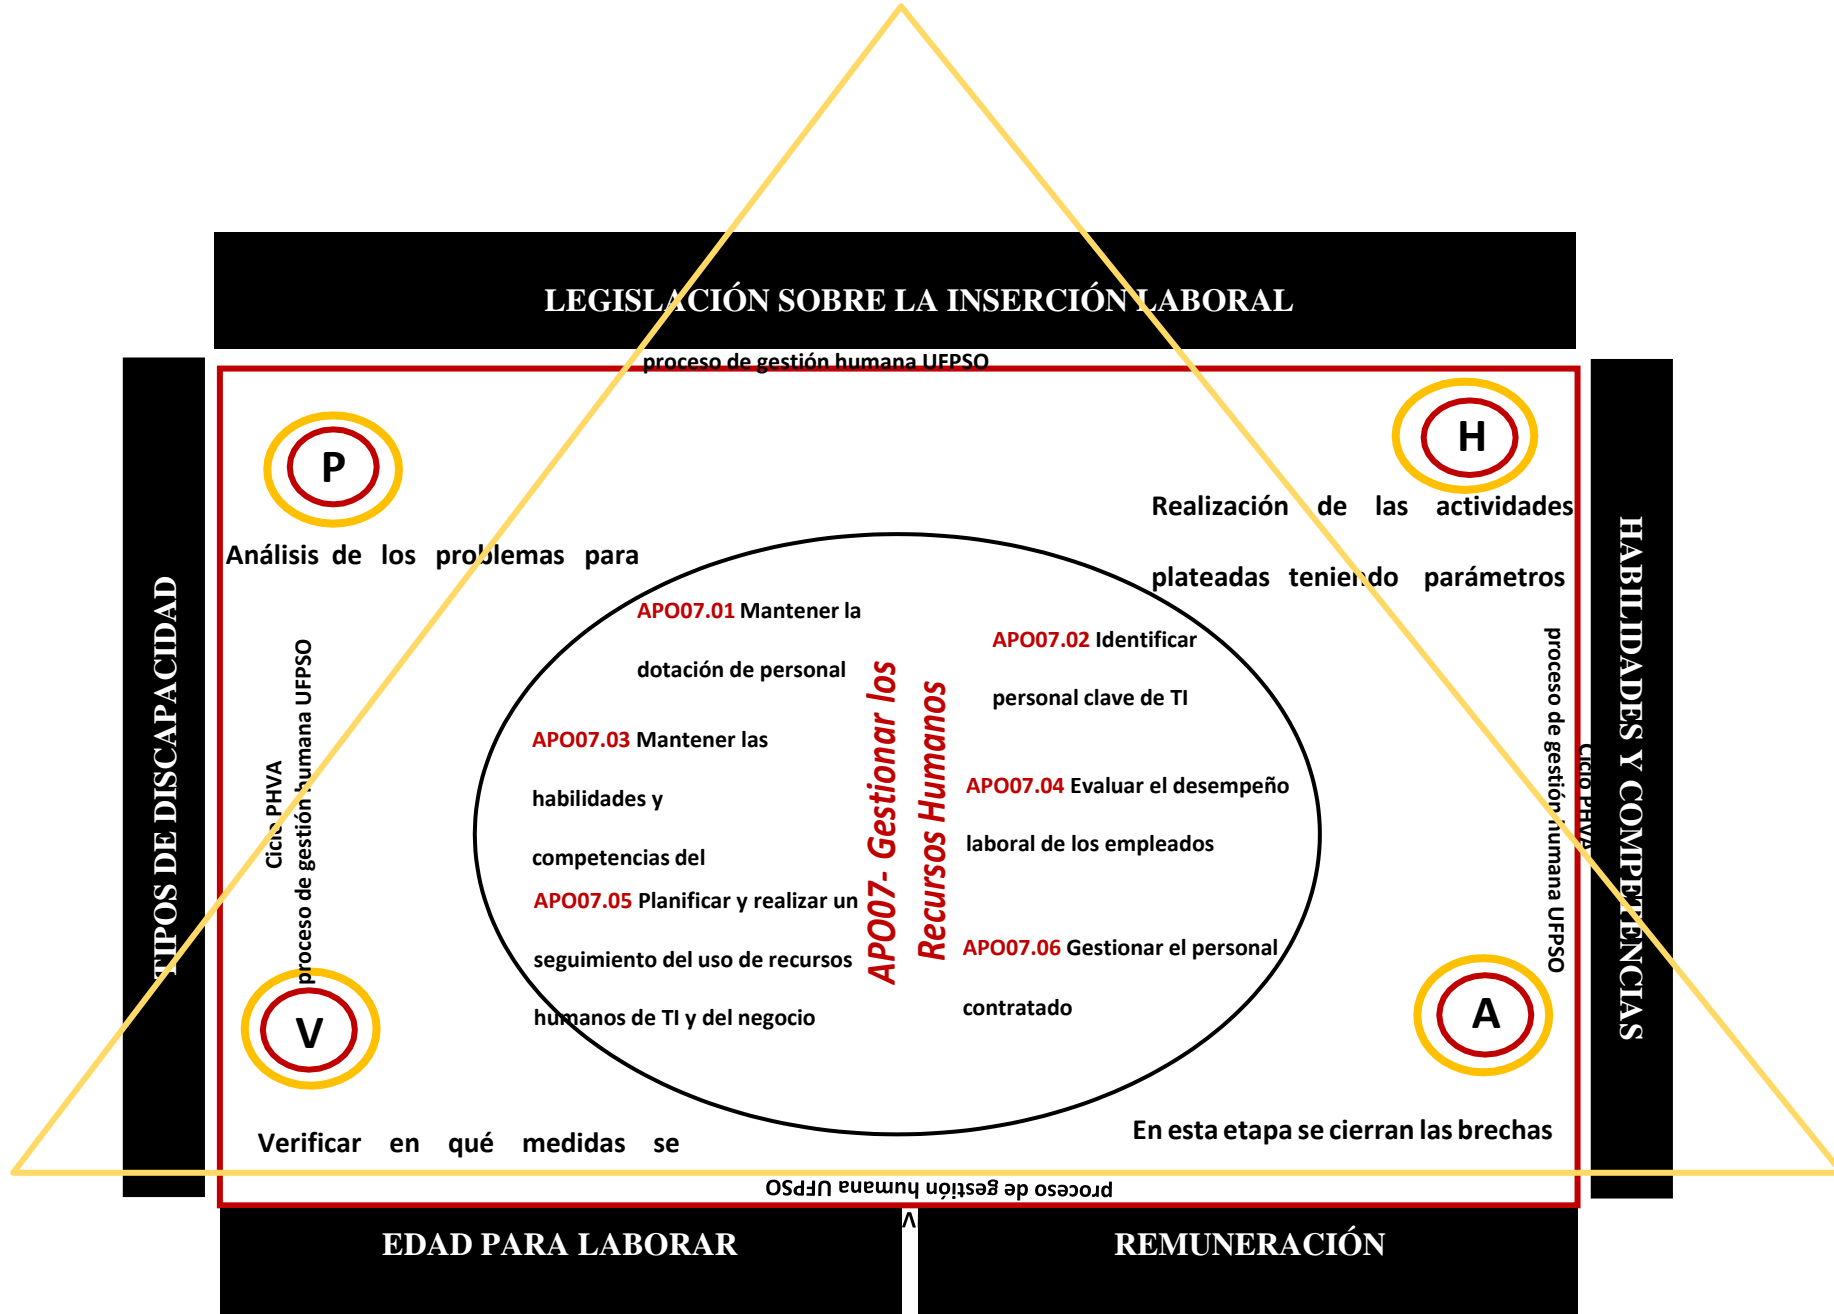 LEGISLACIÓN SOBRE LA INSERCIÓN LABORAL
proceso de gestión humana UFPSO
P
H
Realización de las actividades
plateadas teniendo parámetros
Análisis de los problemas para
TIPOS DE DISCAPACIDAD
Ciclo PHVA
proceso de gestión humana UFPSO
APO07.01 Mantener la
dotación de personal
APO07.03 Mantener las
habilidades y
competencias del
APO07.05 Planificar y realizar un
seguimiento del uso de recursos
humanos de TI y del negocio
APO07- Gestionar los
Recursos Humanos
APO07.02 Identificar
personal clave de TI
APO07.04 Evaluar el desempeño
laboral de los empleados
APO07.06 Gestionar el personal
contratado
proceso de gestión humana UFPSO
Ciclo PHVA
HABILIDADES Y COMPETENCIAS
V
A
Verificar en qué medidas se
En esta etapa se cierran las brechas
proceso de gestión humana UFPSO
EDAD PARA LABORAR
REMUNERACIÓN